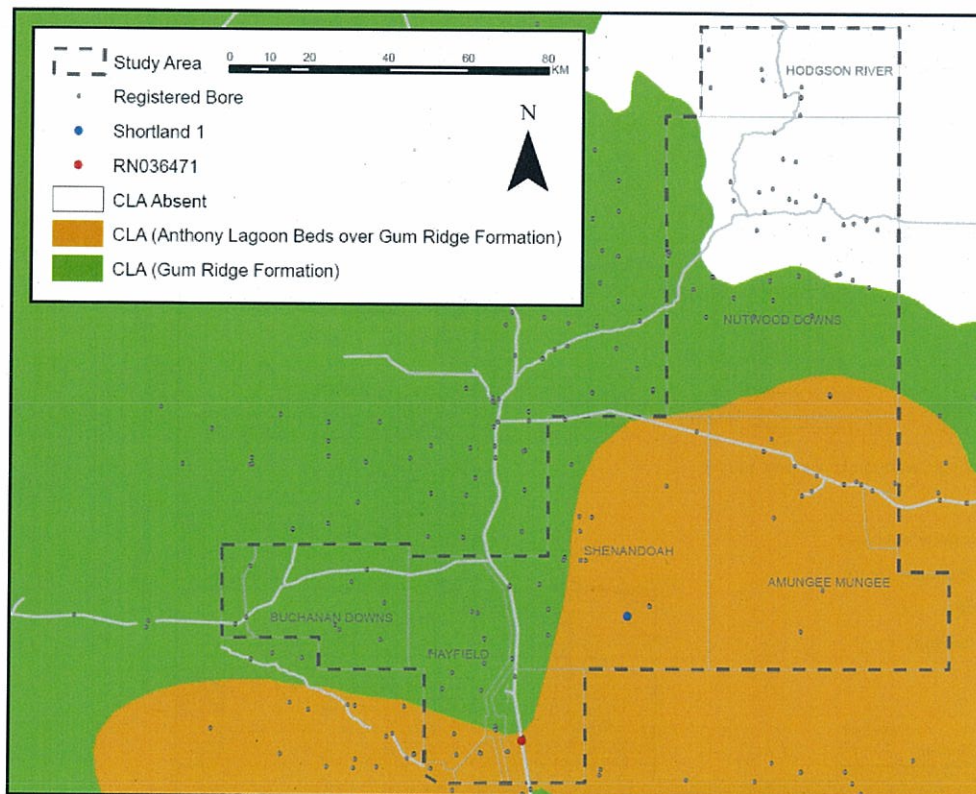 Study Area
0 10 20 40 60 80
KM
Registered Bore
Shortland 1
RN036471
CLA Absent
CLA (Anthony Lagoon Beds over Gum Ridge Formation)
CLA (Gum Ridge Formation)
N
HODGSON RIVER
NUTWOOD DOWNS
SHENANDOAH
AMUNGEE MUNGEE
BUCHANAN DOWNS
HAYFIELD